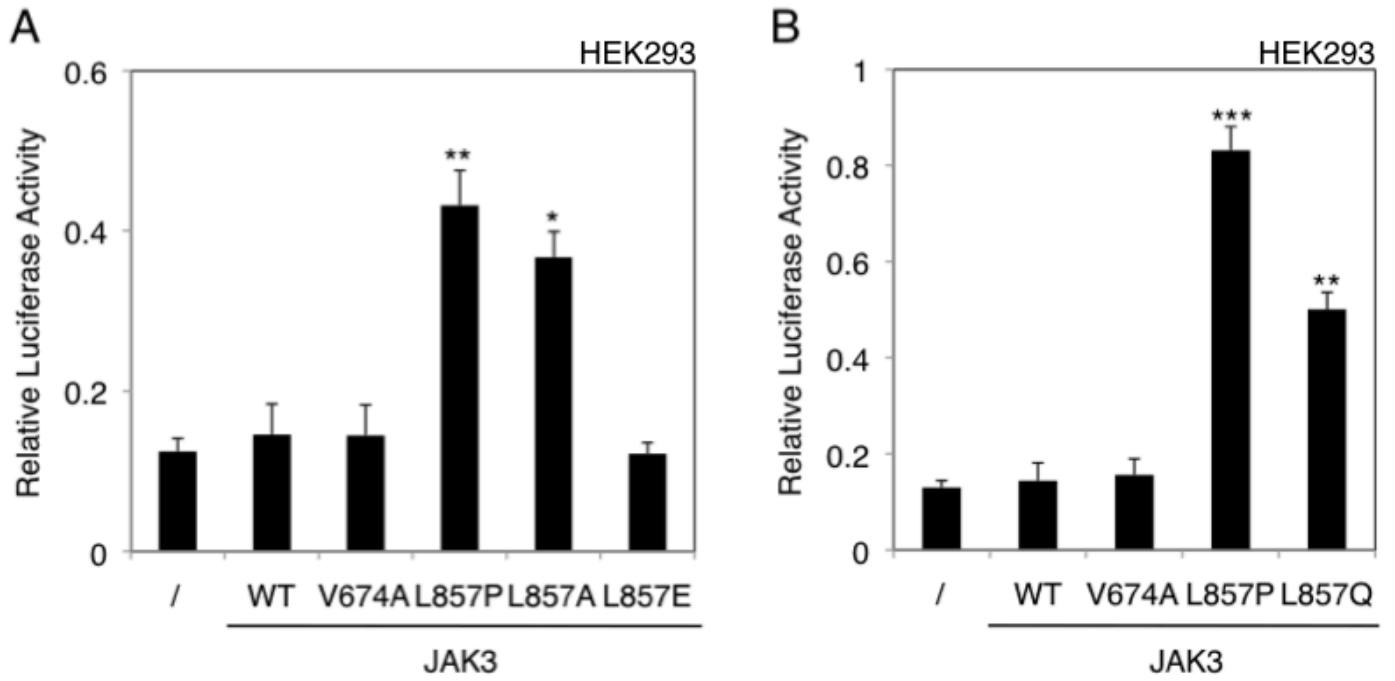 A
HEK293
Relative Luciferase Activity
0.6
0.4
0.2
0
/ WT V674A L857P L857A L857E
JAK3
**
*
B
HEK293
Relative Luciferase Activity
1
0.8
0.6
0.4
0.2
0
/ WT V674A L857P L857Q
JAK3
***
**